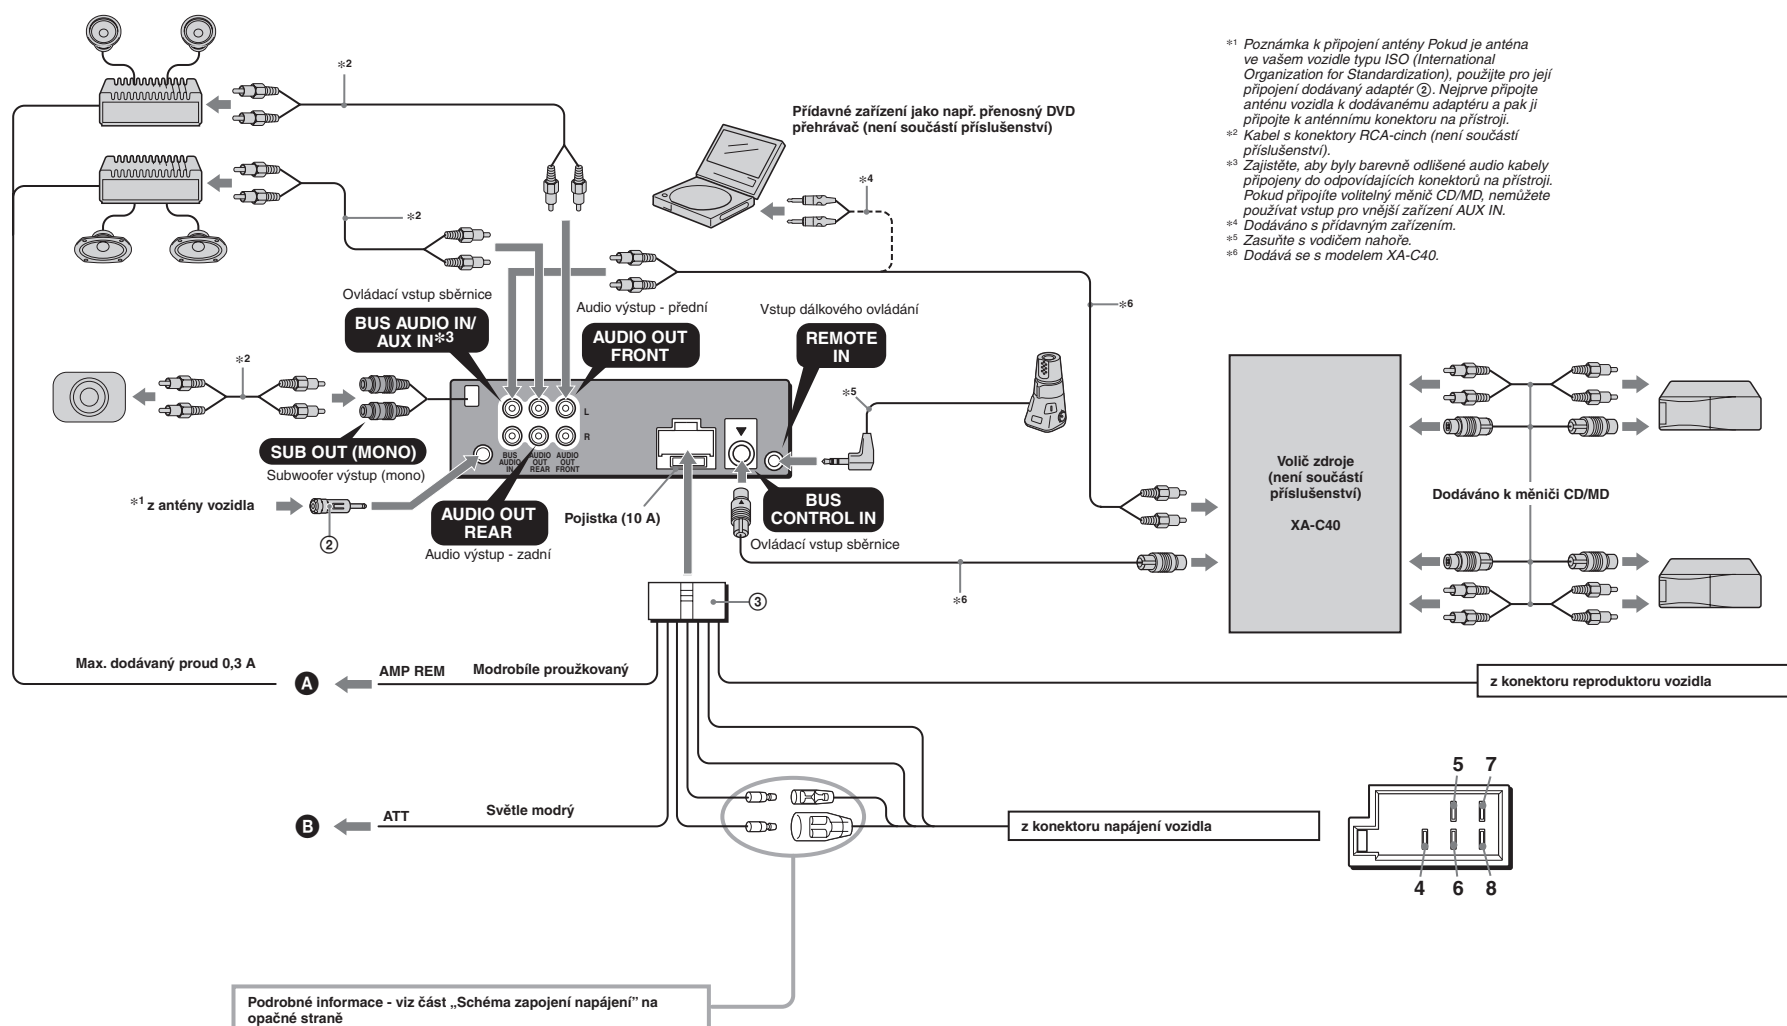 *2
*1 Poznámka k připojení antény Pokud je anténa
ve vašem vozidle typu ISO (International
Organization for Standardization), použijte pro její
připojení dodávaný adaptér ②. Nejprve připojte
anténu vozidla k dodávanému adaptéru a pak ji
připojte k anténnímu konektoru na přístroji.
*2 Kabel s konektory RCA-cinch (není součástí
příslušenství).
*3 Zajistěte, aby byly barevně odlišené audio kabely
připojeny do odpovídajících konektorů na přístroji.
Pokud připojíte volitelný měnič CD/MD, nemůžete
používat vstup pro vnější zařízení AUX IN.
*4 Dodáváno s přídavným zařízením.
*5 Zasuňte s vodičem nahoře.
*6 Dodává se s modelem XA-C40.
Přídavné zařízení jako např. přenosný DVD
přehrávač (není součástí příslušenství)
*4
*2
Ovládací vstup sběrnice
BUS AUDIO IN/
AUX IN*3
Audio výstup - přední
AUDIO OUT
FRONT
Vstup dálkového ovládání
REMOTE
IN
*6
*2
*5
SUB OUT (MONO)
Subwoofer výstup (mono)
L
R
BUS
AUDIO
IN
AUDIO
OUT
REAR
AUDIO
OUT
FRONT
*1 z antény vozidla
②
AUDIO OUT
REAR
Audio výstup - zadní
Pojistka (10 A)
BUS
CONTROL IN
Ovládací vstup sběrnice
*6
Volič zdroje
(není součástí
příslušenství)
XA-C40
Dodáváno k měniči CD/MD
③
Max. dodávaný proud 0,3 A
A
AMP REM
Modrobíle proužkovaný
z konektoru reproduktoru vozidla
B
ATT
Světle modrý
z konektoru napájení vozidla
5 7
4 6 8
Podrobné informace - viz část „Schéma zapojení napájení” na
opačné straně